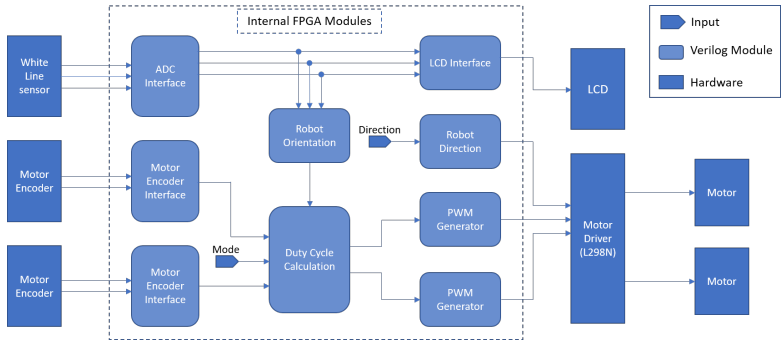 Internal FPGA Modules
Input
Verilog Module
Hardware
White
Line
sensor
ADC
Interface
LCD Interface
LCD
Robot
Orientation
Direction
Robot
Direction
Motor
Encoder
Motor
Encoder
Interface
Mode
Duty Cycle
Calculation
PWM
Generator
Motor
Driver
(L298N)
Motor
Motor
Encoder
Motor
Encoder
Interface
PWM
Generator
Motor